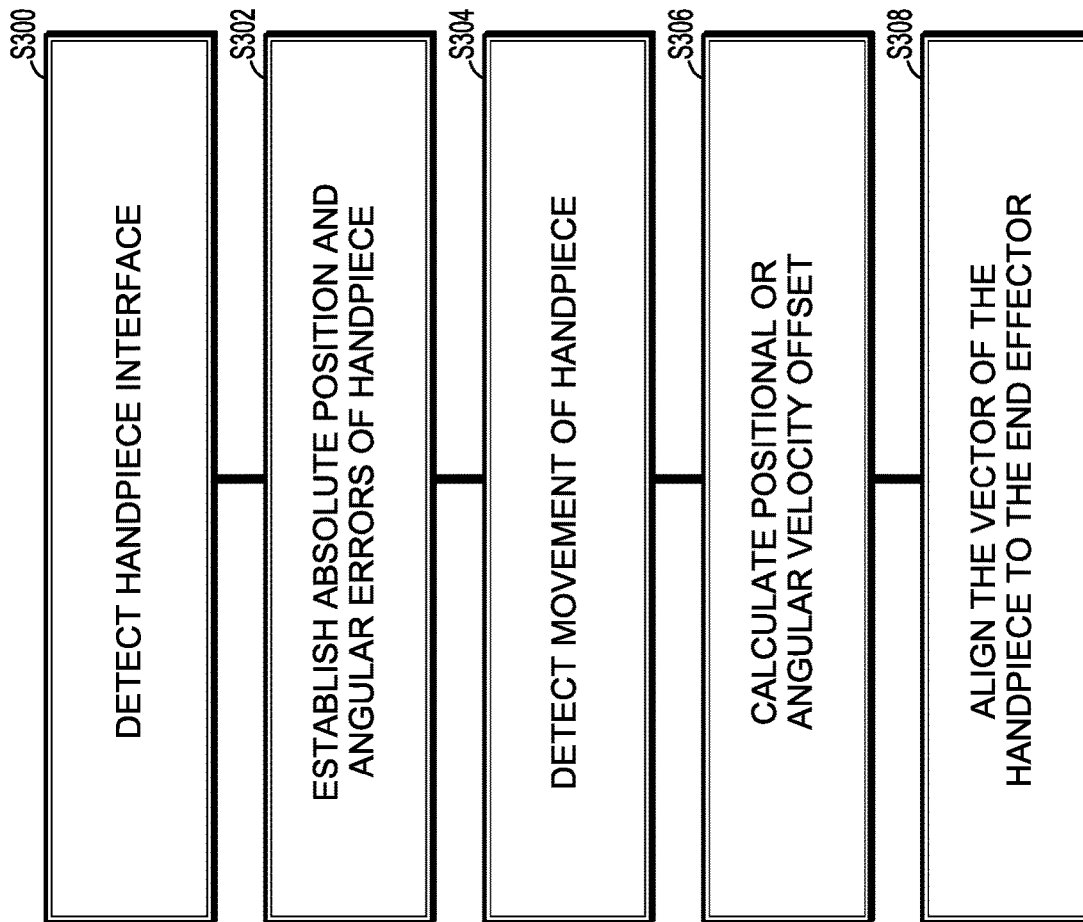 S300
DETECT HANDPIECE INTERFACE
S302
ESTABLISH ABSOLUTE POSITION AND
ANGULAR ERRORS OF HANDPIECE
S304
DETECT MOVEMENT OF HANDPIECE
S306
CALCULATE POSITIONAL OR
ANGULAR VELOCITY OFFSET
S308
ALIGN THE VECTOR OF THE
HANDPIECE TO THE END EFFECTOR